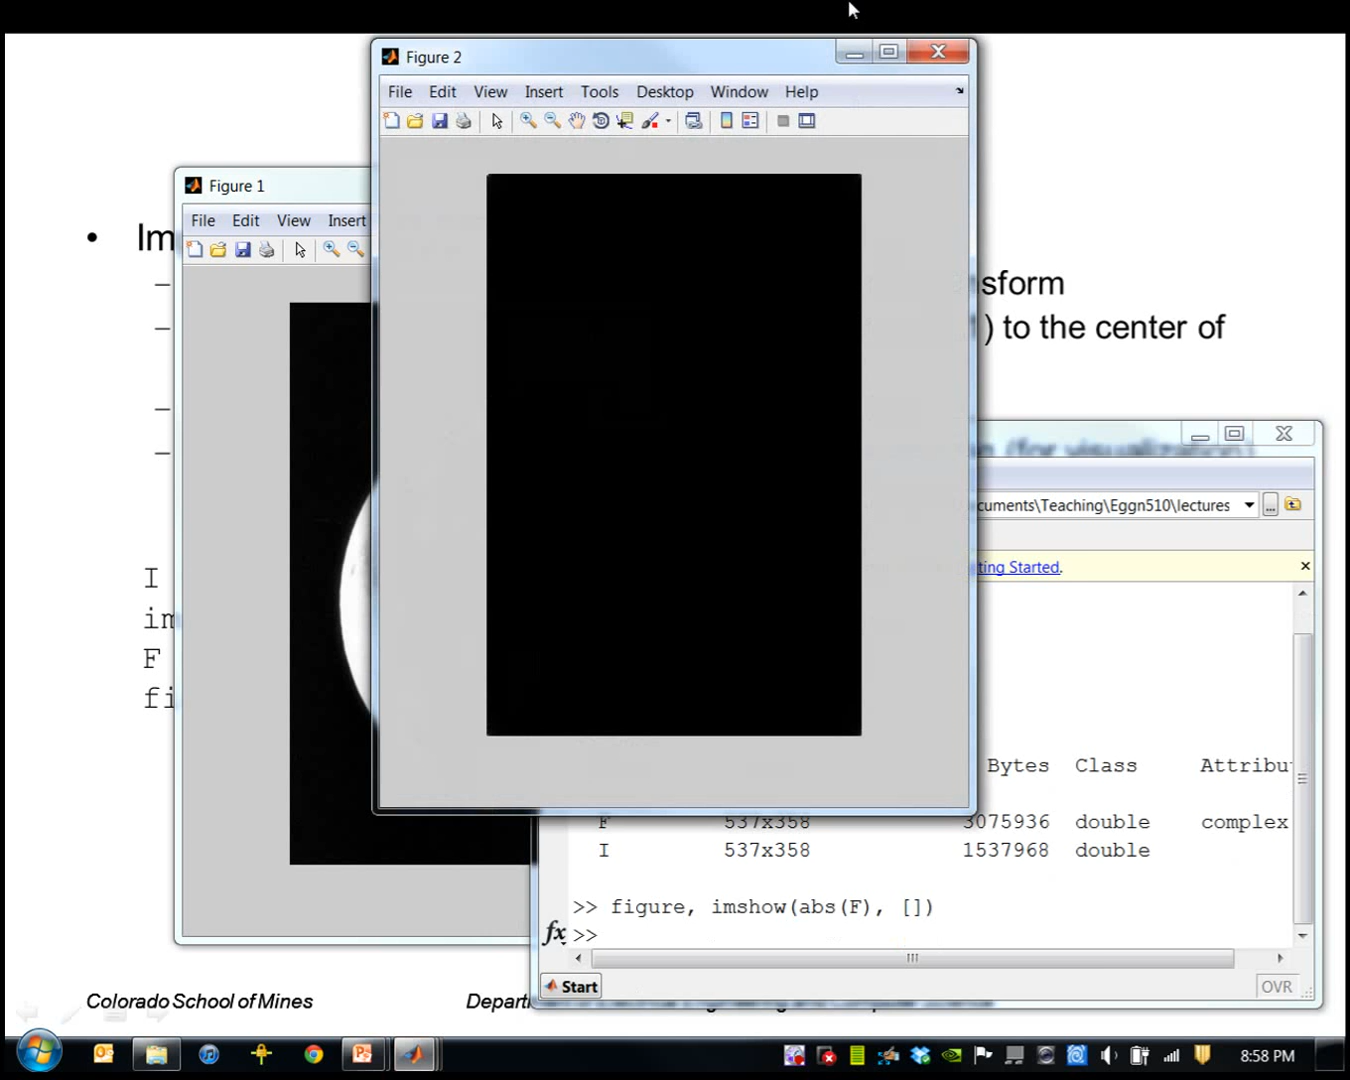 Figure 2
File Edit View Insert Tools Desktop Window Help
Figure 1
File Edit View Insert
• Im
– sform
– ) to the center of
–
– (for visualization)
cuments\Teaching\Eggn510\lectures ...
ting Started.
I
im
F
fi
Bytes Class Attribu
F 537x358 3075936 double complex
I 537x358 1537968 double
>> figure, imshow(abs(F), [])
fx >>
Start OVR
Colorado School of Mines
8:58 PM